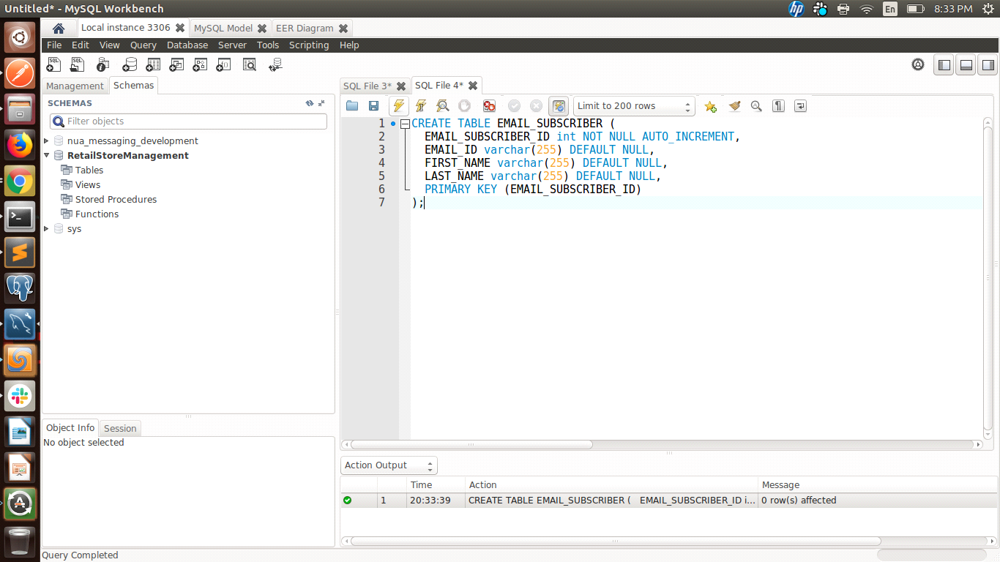 Untitled* - MySQL Workbench
En
8:33 PM
Local instance 3306
MySQL Model
EER Diagram
File Edit View Query Database Server Tools Scripting Help
Management
Schemas
SQL File 3*
SQL File 4*
SCHEMAS
Filter objects
nua_messaging_development
RetailStoreManagement
Tables
Views
Stored Procedures
Functions
sys
Limit to 200 rows
1 CREATE TABLE EMAIL_SUBSCRIBER (
2 EMAIL_SUBSCRIBER_ID int NOT NULL AUTO_INCREMENT,
3 EMAIL_ID varchar(255) DEFAULT NULL,
4 FIRST_NAME varchar(255) DEFAULT NULL,
5 LAST_NAME varchar(255) DEFAULT NULL,
6 PRIMARY KEY (EMAIL_SUBSCRIBER_ID)
7 );
Object Info
Session
No object selected
Action Output
Time Action Message
1 20:33:39 CREATE TABLE EMAIL_SUBSCRIBER ( EMAIL_SUBSCRIBER_ID i... 0 row(s) affected
Query Completed